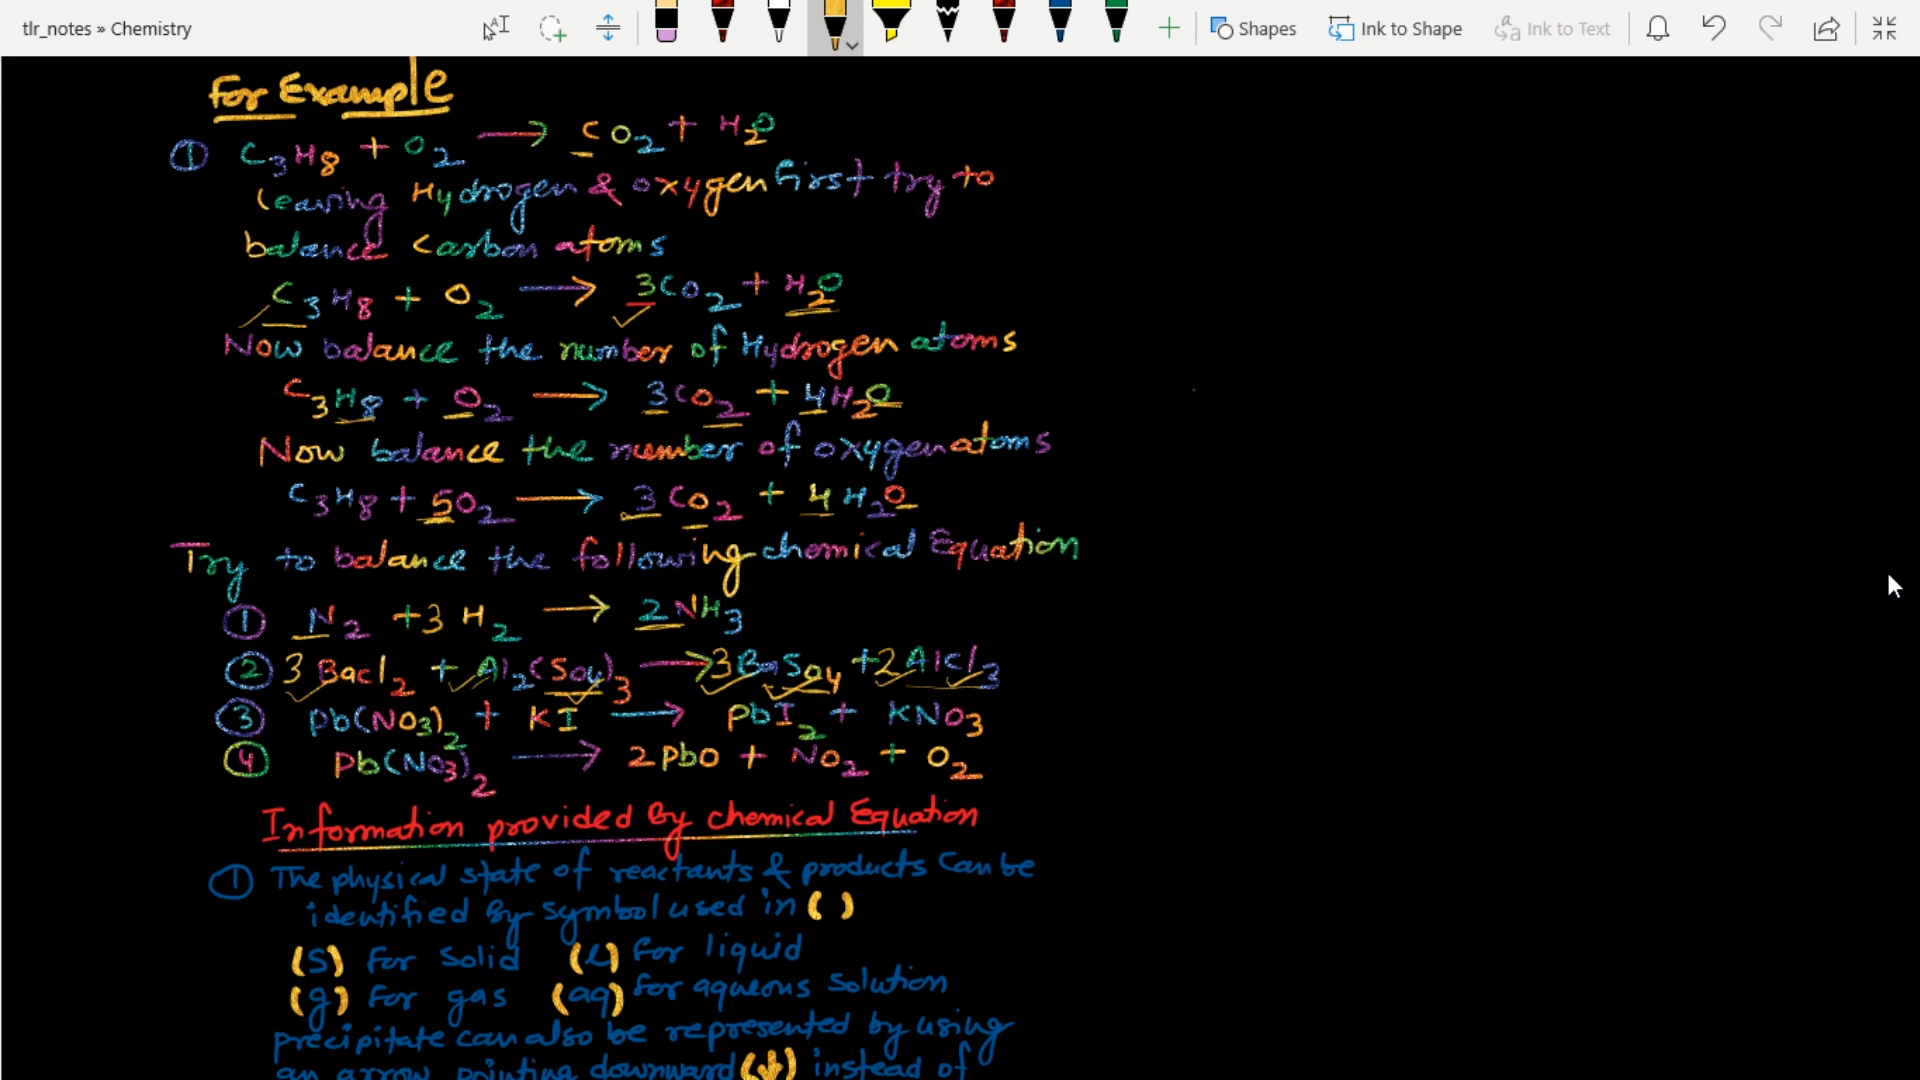 tlr_notes » Chemistry
Shapes
Ink to Shape
Ink to Text
For Example
① C3H8 + O2 → CO2 + H2O
leaving Hydrogen & oxygen first try to
balance Carbon atoms
C3H8 + O2 → 3CO2 + H2O
Now balance the number of Hydrogen atoms
C3H8 + O2 → 3CO2 + 4H2O
Now balance the number of oxygen atoms
C3H8 + 5O2 → 3CO2 + 4H2O
Try to balance the following chemical Equation
① N2 + 3H2 → 2NH3
② 3Bacl2 + Al2(SO4)3 → 3BaSO4 + 2AlCl3
③ Pb(NO3)2 + KI → PbI2 + KNO3
④ Pb(NO3)2 → 2PbO + NO2 + O2
Information provided by chemical Equation
① The physical state of reactants & products Can be
identified by symbol used in ( )
(S) for Solid (l) for liquid
(g) for gas (aq) for aqueous solution
precipitate can also be represented by using
an arrow pointing downward (↓) instead of